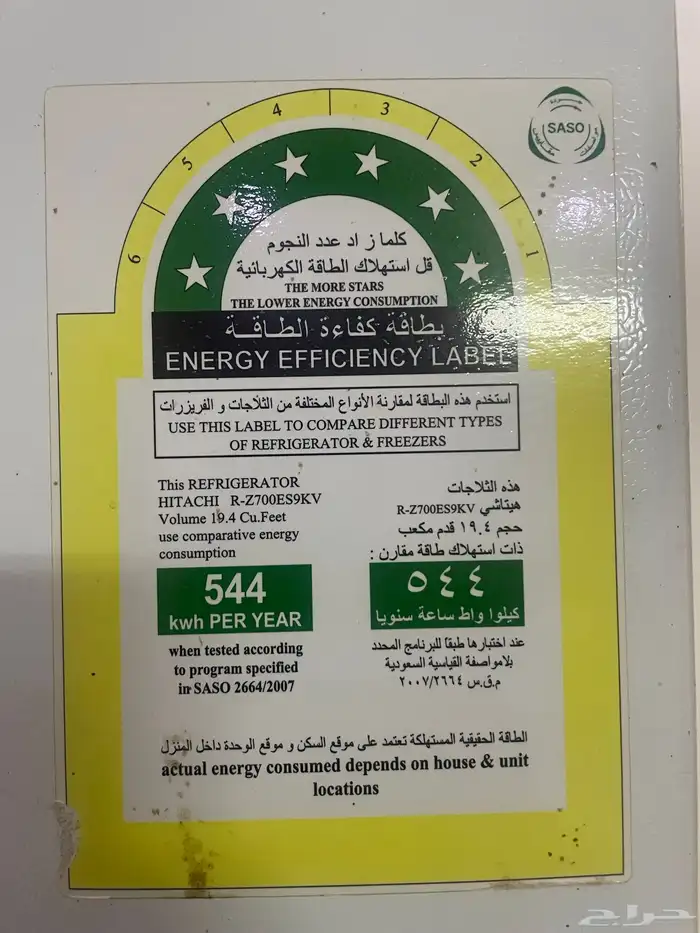 6 5 4 3 2 1
SASO
كلما ز اد عدد النجوم
قل استهلاك الطاقة الكهربائية
THE MORE STARS
THE LOWER ENERGY CONSUMPTION
بطاقة كفاءة الطاقـة
ENERGY EFFICIENCY LABEL
استخدم هذه البطاقة لمقارنة الأنواع المختلفة من الثلاجات و الفريزرات
USE THIS LABEL TO COMPARE DIFFERENT TYPES
OF REFRIGERATOR & FREEZERS
This REFRIGERATOR
HITACHI R-Z700ES9KV
Volume 19.4 Cu.Feet
use comparative energy
consumption
544
kwh PER YEAR
when tested according
to program specified
in SASO 2664/2007
هذه الثلاجات
هيتاشي R-Z700ES9KV
حجم ١٩.٤ قدم مكعب
ذات استهلاك طاقة مقارن :
٥٤٤
كيلوا واط ساعة سنويا
عند اختبارها طبقا للبرنامج المحدد
بلامواصفة القياسية السعودية
م.ق.س ٢٠٠٧/٢٦٦٤
الطاقة الحقيقية المستهلكة تعتمد على موقع السكن و موقع الوحدة داخل المنزل
actual energy consumed depends on house & unit
locations
حراج